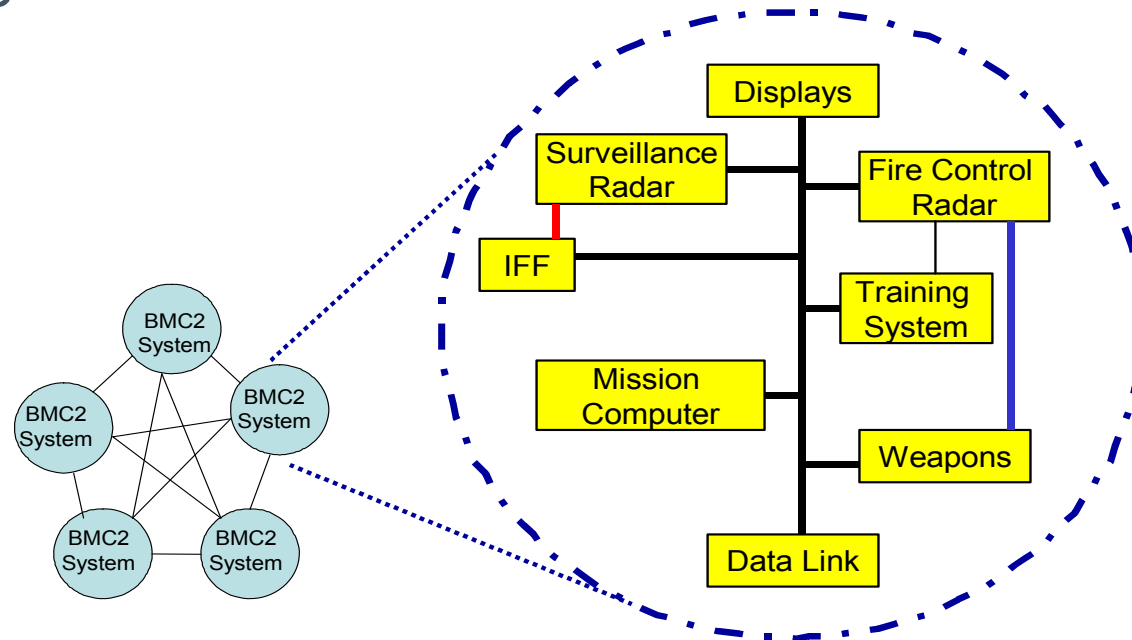 Displays
Surveillance
Radar
Fire Control
Radar
IFF
Training
System
Mission
Computer
Weapons
Data Link
BMC2
System
BMC2
System
BMC2
System
BMC2
System
BMC2
System